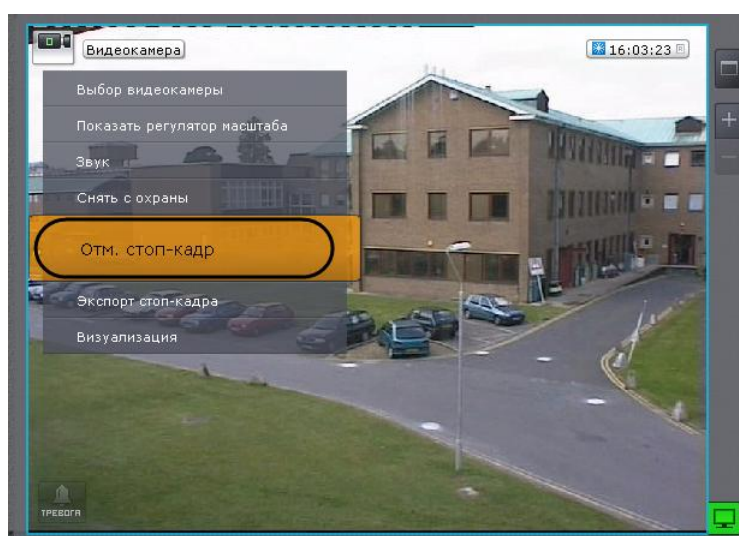 Видеокамера
16:03:23
Выбор видеокамеры
Показать регулятор масштаба
Звук
Снять с охраны
Отм. стоп-кадр
Экспорт стоп-кадра
Визуализация
ТРЕВОГА